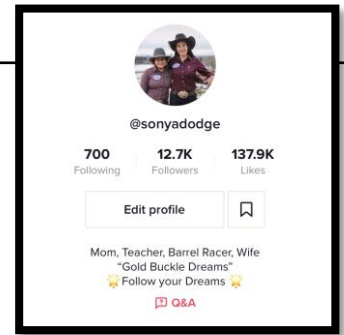 @sonyadodge
700 12.7K 137.9K
Following Followers Likes
Edit profile
Mom, Teacher, Barrel Racer, Wife
“Gold Buckle Dreams”
🌟Follow your Dreams 🌟
Q&A